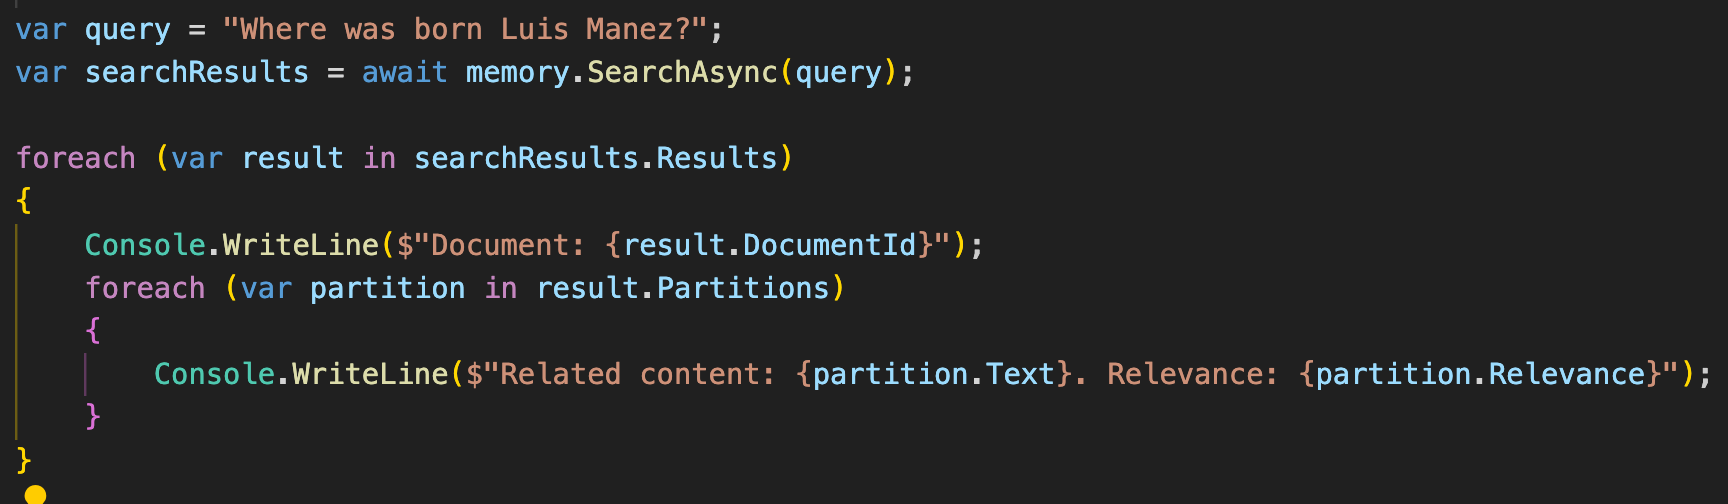 var query = "Where was born Luis Manez?";
var searchResults = await memory.SearchAsync(query);
foreach (var result in searchResults.Results)
{
    Console.WriteLine($"Document: {result.DocumentId}");
    foreach (var partition in result.Partitions)
    {
        Console.WriteLine($"Related content: {partition.Text}. Relevance: {partition.Relevance}");
    }
}